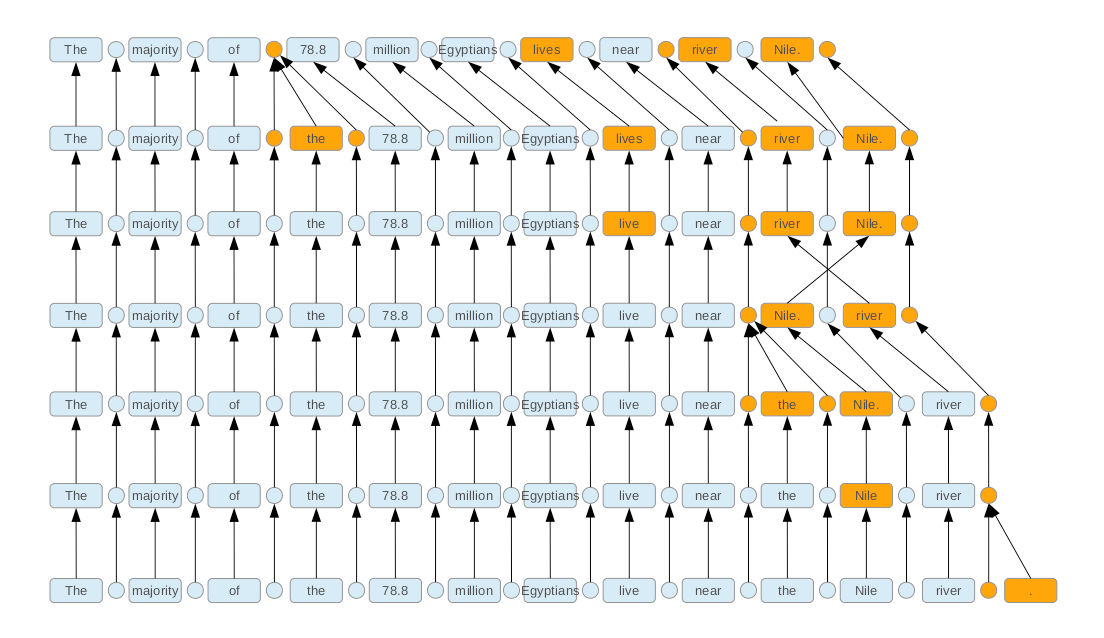 The majority of 78.8 million Egyptians lives near river Nile.
The majority of the 78.8 million Egyptians lives near river Nile.
The majority of the 78.8 million Egyptians live near river Nile.
The majority of the 78.8 million Egyptians live near Nile. river
The majority of the 78.8 million Egyptians live near the Nile. river
The majority of the 78.8 million Egyptians live near the Nile river
The majority of the 78.8 million Egyptians live near the Nile river .